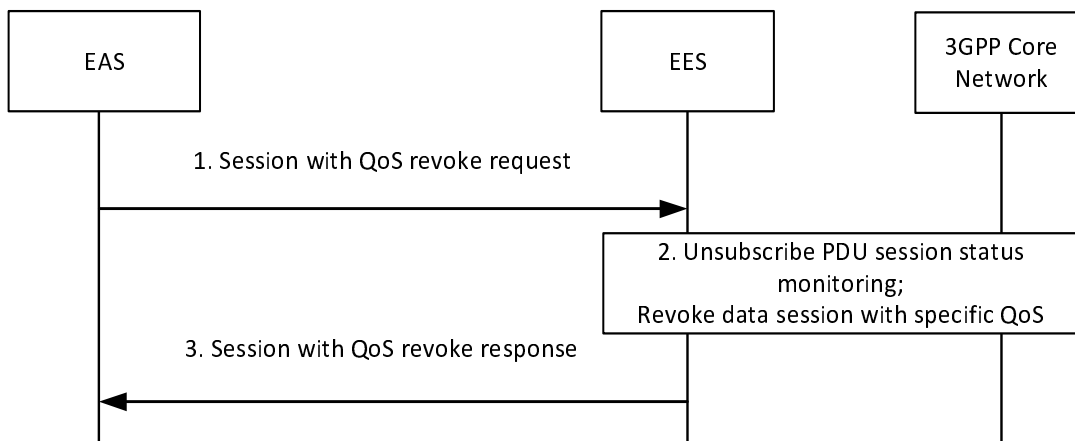 EAS
EES
3GPP Core
Network
1. Session with QoS revoke request
2. Unsubscribe PDU session status
monitoring;
Revoke data session with specific QoS
3. Session with QoS revoke response